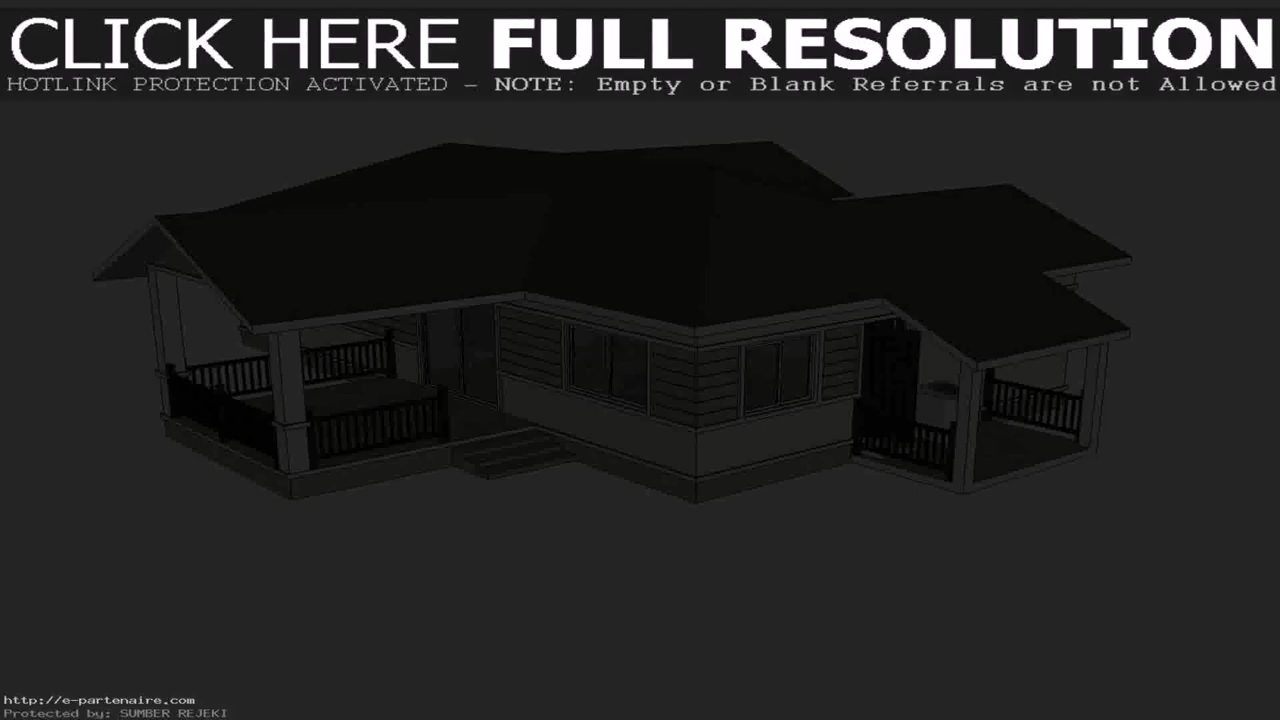 CLICK HERE FULL RESOLUTION
HOTLINK PROTECTION ACTIVATED – NOTE: Empty or Blank Referrals are not Allowed
http://e-partenaire.com
Protected by: SUMBER REJEKI